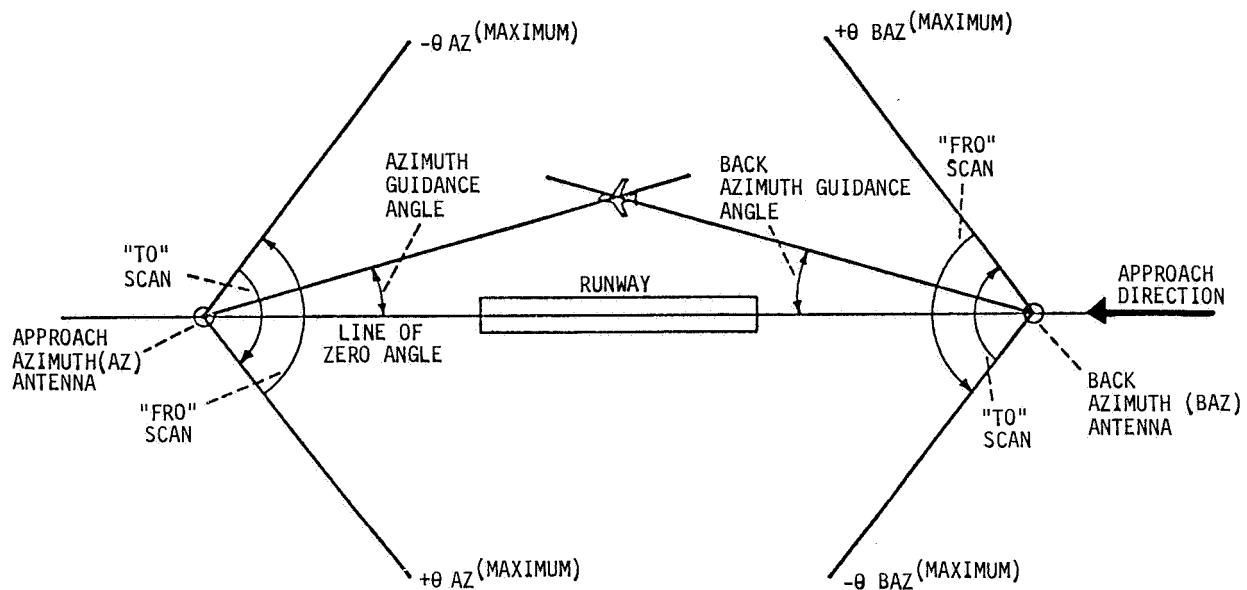 -θ AZ (MAXIMUM)
+θ BAZ (MAXIMUM)
"FRO"
SCAN
AZIMUTH
GUIDANCE
ANGLE
BACK
AZIMUTH GUIDANCE
ANGLE
"TO"
SCAN
RUNWAY
APPROACH
DIRECTION
LINE OF
ZERO ANGLE
APPROACH
AZIMUTH(AZ)
ANTENNA
"FRO"
SCAN
"TO"
SCAN
BACK
AZIMUTH (BAZ)
ANTENNA
+θ AZ (MAXIMUM)
-θ BAZ (MAXIMUM)